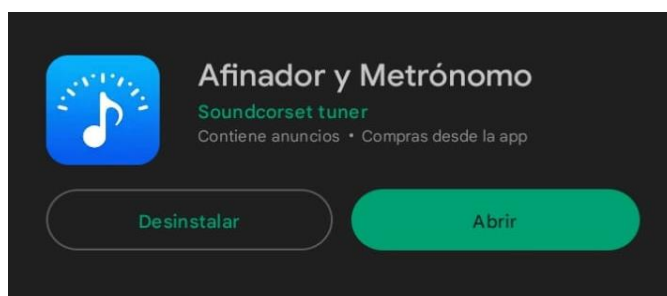 Afinador y Metrónomo
Soundcorset tuner
Contiene anuncios • Compras desde la app
Desinstalar
Abrir